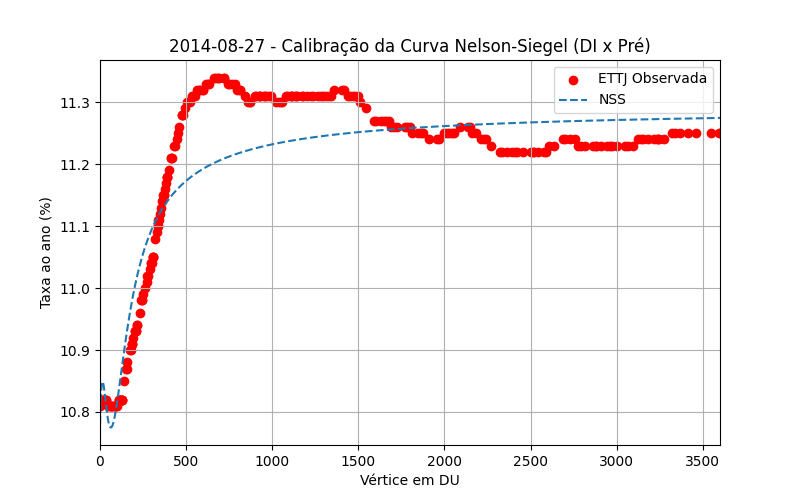 2014-08-27 - Calibração da Curva Nelson-Siegel (DI x Pré)
ETTJ Observada
NSS
Taxa ao ano (%)
11.3
11.2
11.1
11.0
10.9
10.8
0 500 1000 1500 2000 2500 3000 3500
Vértice em DU